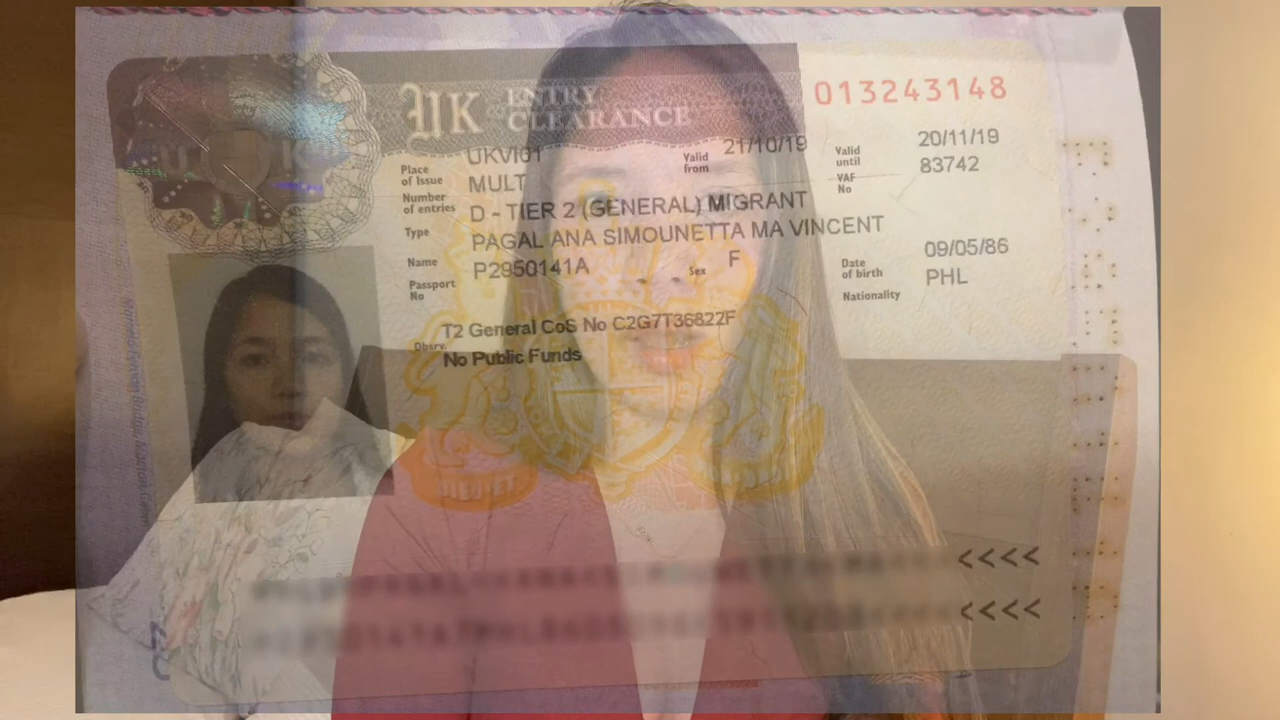 UK ENTRY CLEARANCE
013243148
Place of Issue UKVI01 Valid from 21/10/19 Valid until 20/11/19
Number of entries MULT VAF No 83742
Type D - TIER 2 (GENERAL) MIGRANT
Name PAGAL ANA SIMOUNETTA MA VINCENT
Passport No P2950141A Sex F Date of birth 09/05/86
Nationality PHL
Obsrv. T2 General CoS No C2G7T36822F
No Public Funds
<<<<
<<<<